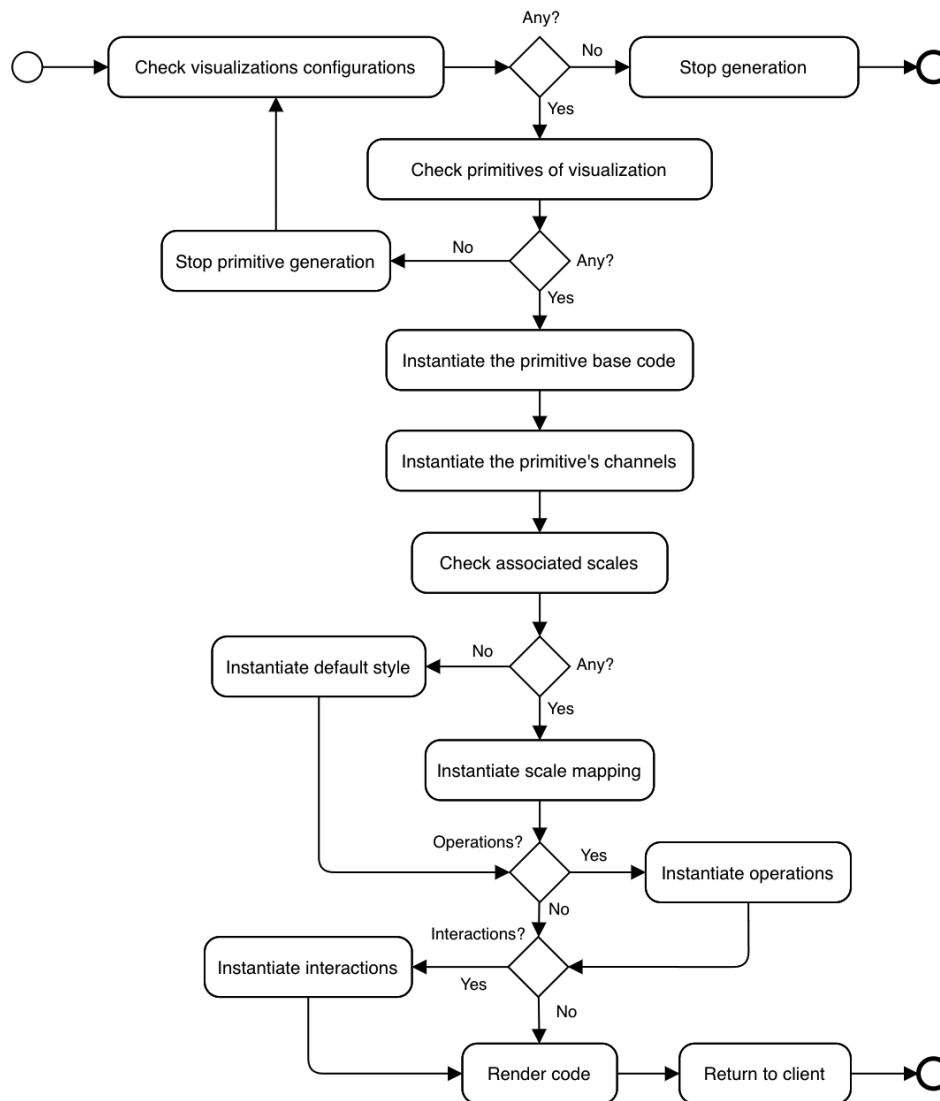 Any?
Check visualizations configurations
No
Stop generation
Yes
Check primitives of visualization
Stop primitive generation
No
Any?
Yes
Instantiate the primitive base code
Instantiate the primitive's channels
Check associated scales
Instantiate default style
No
Any?
Yes
Instantiate scale mapping
Operations?
Yes
Instantiate operations
No
Interactions?
Instantiate interactions
Yes
No
Render code
Return to client